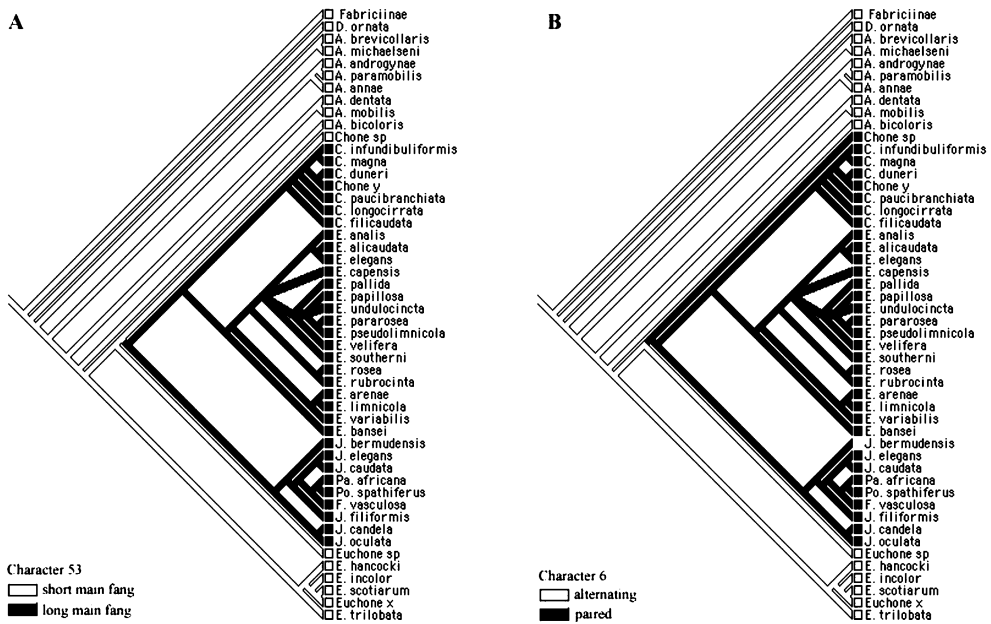 A
Fabriciinae
D. ornata
A. brevicollaris
A. michaelseni
A. androgynae
A. paramobilis
A. annae
A. dentata
A. mobilis
A. bicoloris
Chone sp
C. infundibuliformis
C. magna
C. duneri
Chone y
C. paucibranchiata
C. longocirrata
C. filicaudata
E. analis
E. alicaudata
E. elegans
E. capensis
E. pallida
E. papillosa
E. undulocincta
E. pararosea
E. pseudolimnicola
E. velifera
E. southerni
E. rosea
E. rubrocinta
E. arenae
E. limnicola
E. variabilis
E. bansei
J. bermudensis
J. elegans
J. caudata
Pa. africana
Po. spathiferus
F. vasculosa
J. filiformis
J. candela
J. oculata
Euchone sp
E. hancocki
E. incolor
E. scotiarum
Euchone x
E. trilobata
Character 53
short main fang
long main fang
B
Fabriciinae
D. ornata
A. brevicollaris
A. michaelseni
A. androgynae
A. paramobilis
A. annae
A. dentata
A. mobilis
A. bicoloris
Chone sp
C. infundibuliformis
C. magna
C. duneri
Chone y
C. paucibranchiata
C. longocirrata
C. filicaudata
E. analis
E. alicaudata
E. elegans
E. capensis
E. pallida
E. papillosa
E. undulocincta
E. pararosea
E. pseudolimnicola
E. velifera
E. southerni
E. rosea
E. rubrocinta
E. arenae
E. limnicola
E. variabilis
E. bansei
J. bermudensis
J. elegans
J. caudata
Pa. africana
Po. spathiferus
F. vasculosa
J. filiformis
J. candela
J. oculata
Euchone sp
E. hancocki
E. incolor
E. scotiarum
Euchone x
E. trilobata
Character 6
alternating
paired